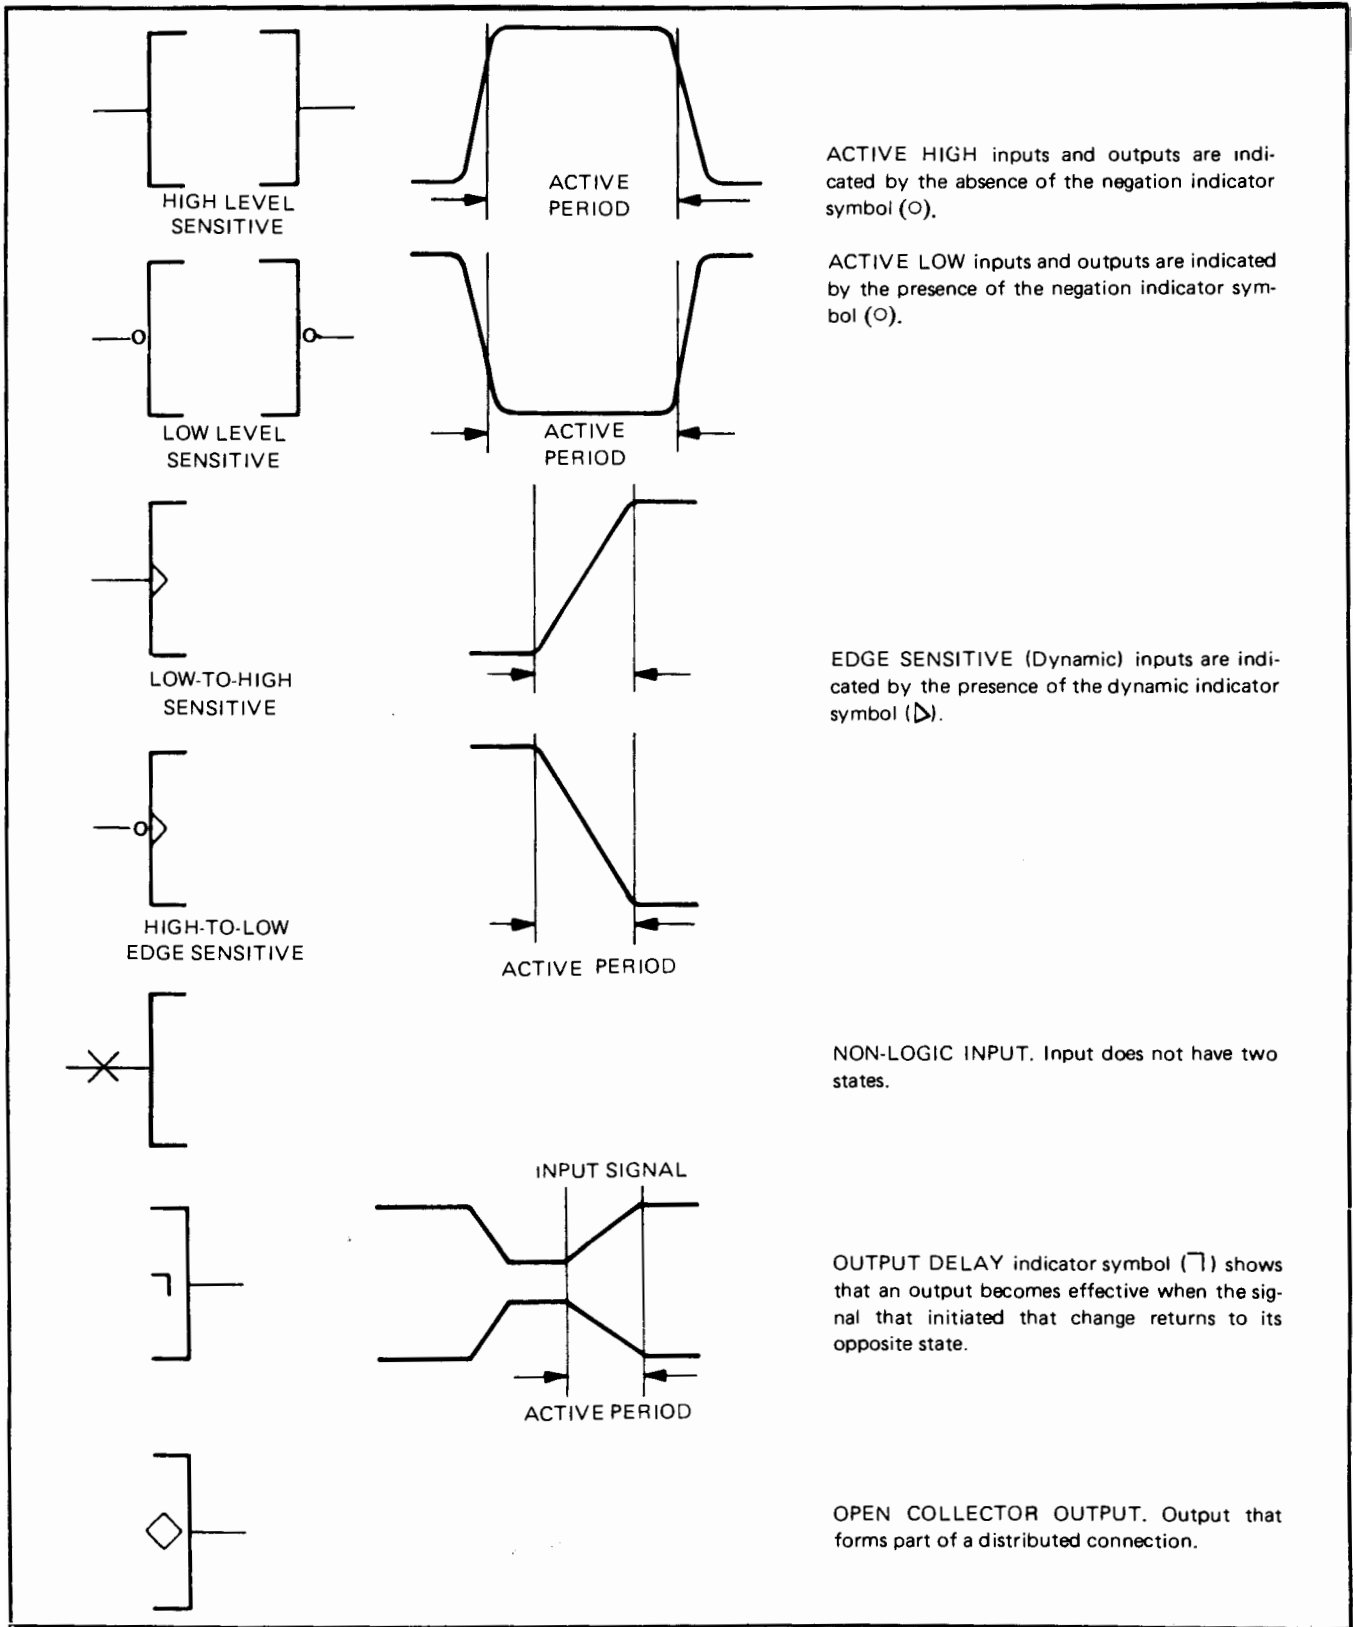 HIGH LEVEL
SENSITIVE
ACTIVE
PERIOD
ACTIVE HIGH inputs and outputs are indi-
cated by the absence of the negation indicator
symbol (○).
LOW LEVEL
SENSITIVE
ACTIVE
PERIOD
ACTIVE LOW inputs and outputs are indicated
by the presence of the negation indicator sym-
bol (○).
LOW-TO-HIGH
SENSITIVE
EDGE SENSITIVE (Dynamic) inputs are indi-
cated by the presence of the dynamic indicator
symbol (▷).
HIGH-TO-LOW
EDGE SENSITIVE
ACTIVE PERIOD
NON-LOGIC INPUT. Input does not have two
states.
INPUT SIGNAL
ACTIVE PERIOD
OUTPUT DELAY indicator symbol (⅂) shows
that an output becomes effective when the sig-
nal that initiated that change returns to its
opposite state.
OPEN COLLECTOR OUTPUT. Output that
forms part of a distributed connection.